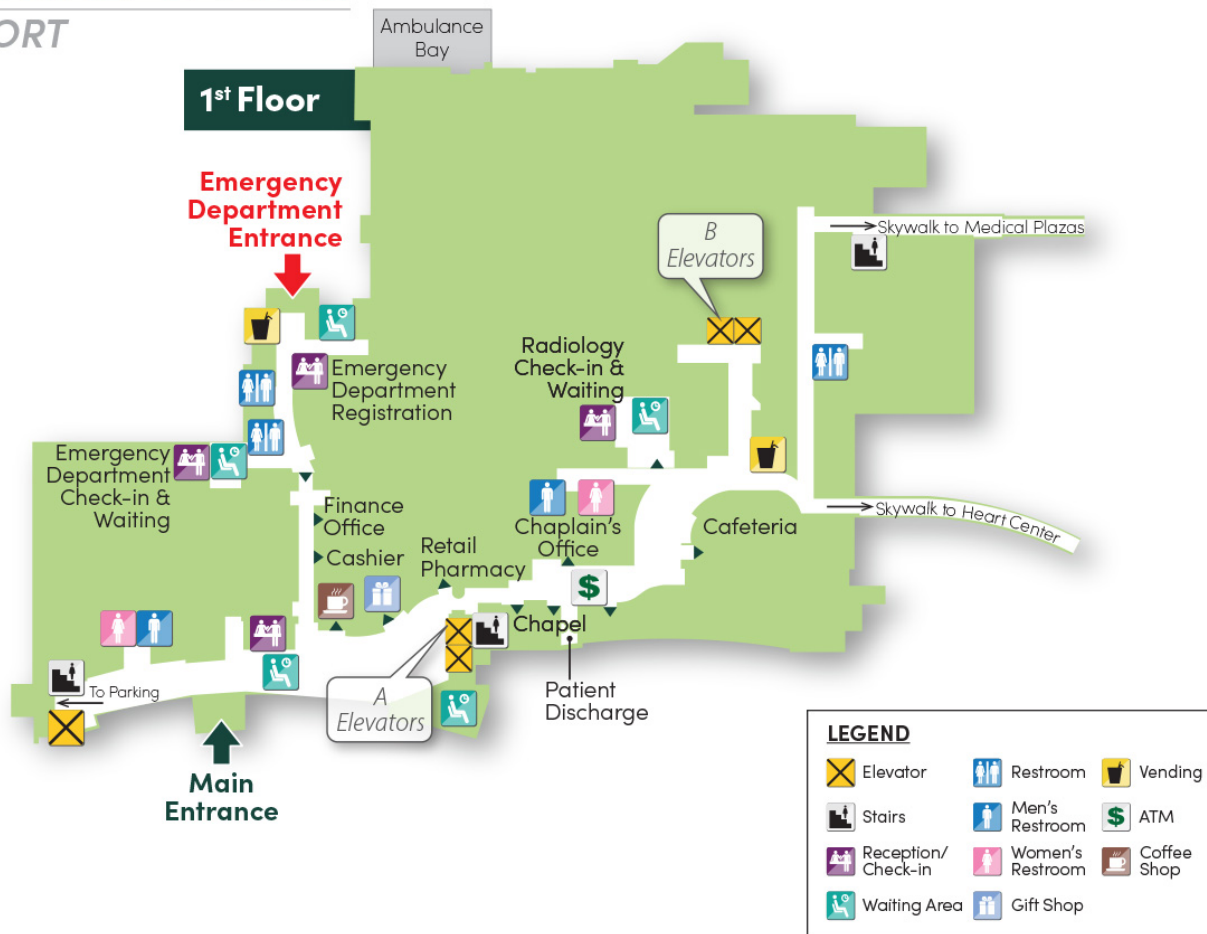 ORT
Ambulance
Bay
1st Floor
Emergency
Department
Entrance
B
Elevators
Skywalk to Medical Plazas
Radiology
Check-in &
Waiting
Emergency
Department
Registration
Emergency
Department
Check-in &
Waiting
Finance
Office
Cashier
Retail
Pharmacy
Chaplain's
Office
Cafeteria
Skywalk to Heart Center
$
Chapel
To Parking
A
Elevators
Patient
Discharge
Main
Entrance
LEGEND
Elevator
Restroom
Vending
Stairs
Men's
Restroom
$ ATM
Reception/
Check-in
Women's
Restroom
Coffee
Shop
Waiting Area
Gift Shop